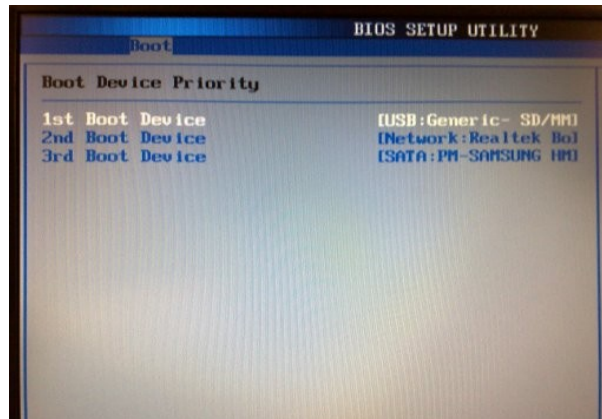 BIOS SETUP UTILITY
Boot
Boot Device Priority
1st Boot Device [USB:Generic- SD/MM]
2nd Boot Device [Network:Realtek Bo]
3rd Boot Device [SATA:PM-SAMSUNG HM]